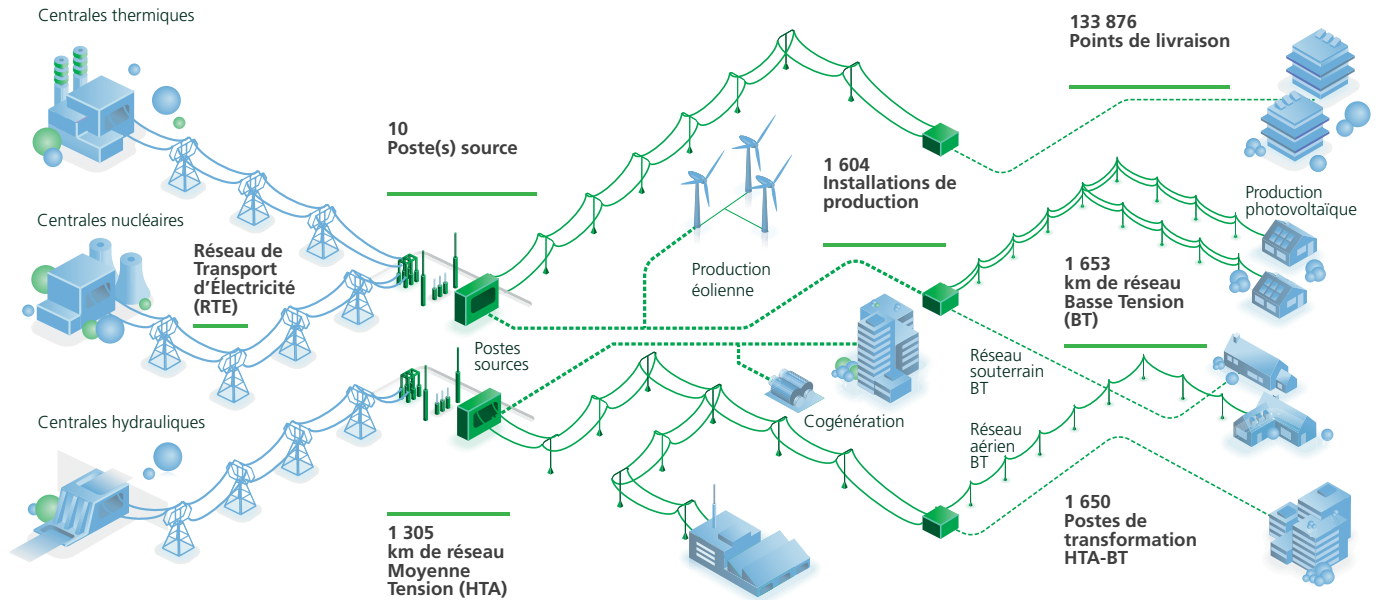 Centrales thermiques
133 876
Points de livraison
10
Poste(s) source
1 604
Installations de
production
Production
photovoltaïque
Centrales nucléaires
Réseau de
Transport
d'Électricité
(RTE)
Production
éolienne
1 653
km de réseau
Basse Tension
(BT)
Postes
sources
Réseau
souterrain
BT
Centrales hydrauliques
Cogénération
Réseau
aérien
BT
1 305
km de réseau
Moyenne
Tension (HTA)
1 650
Postes de
transformation
HTA-BT